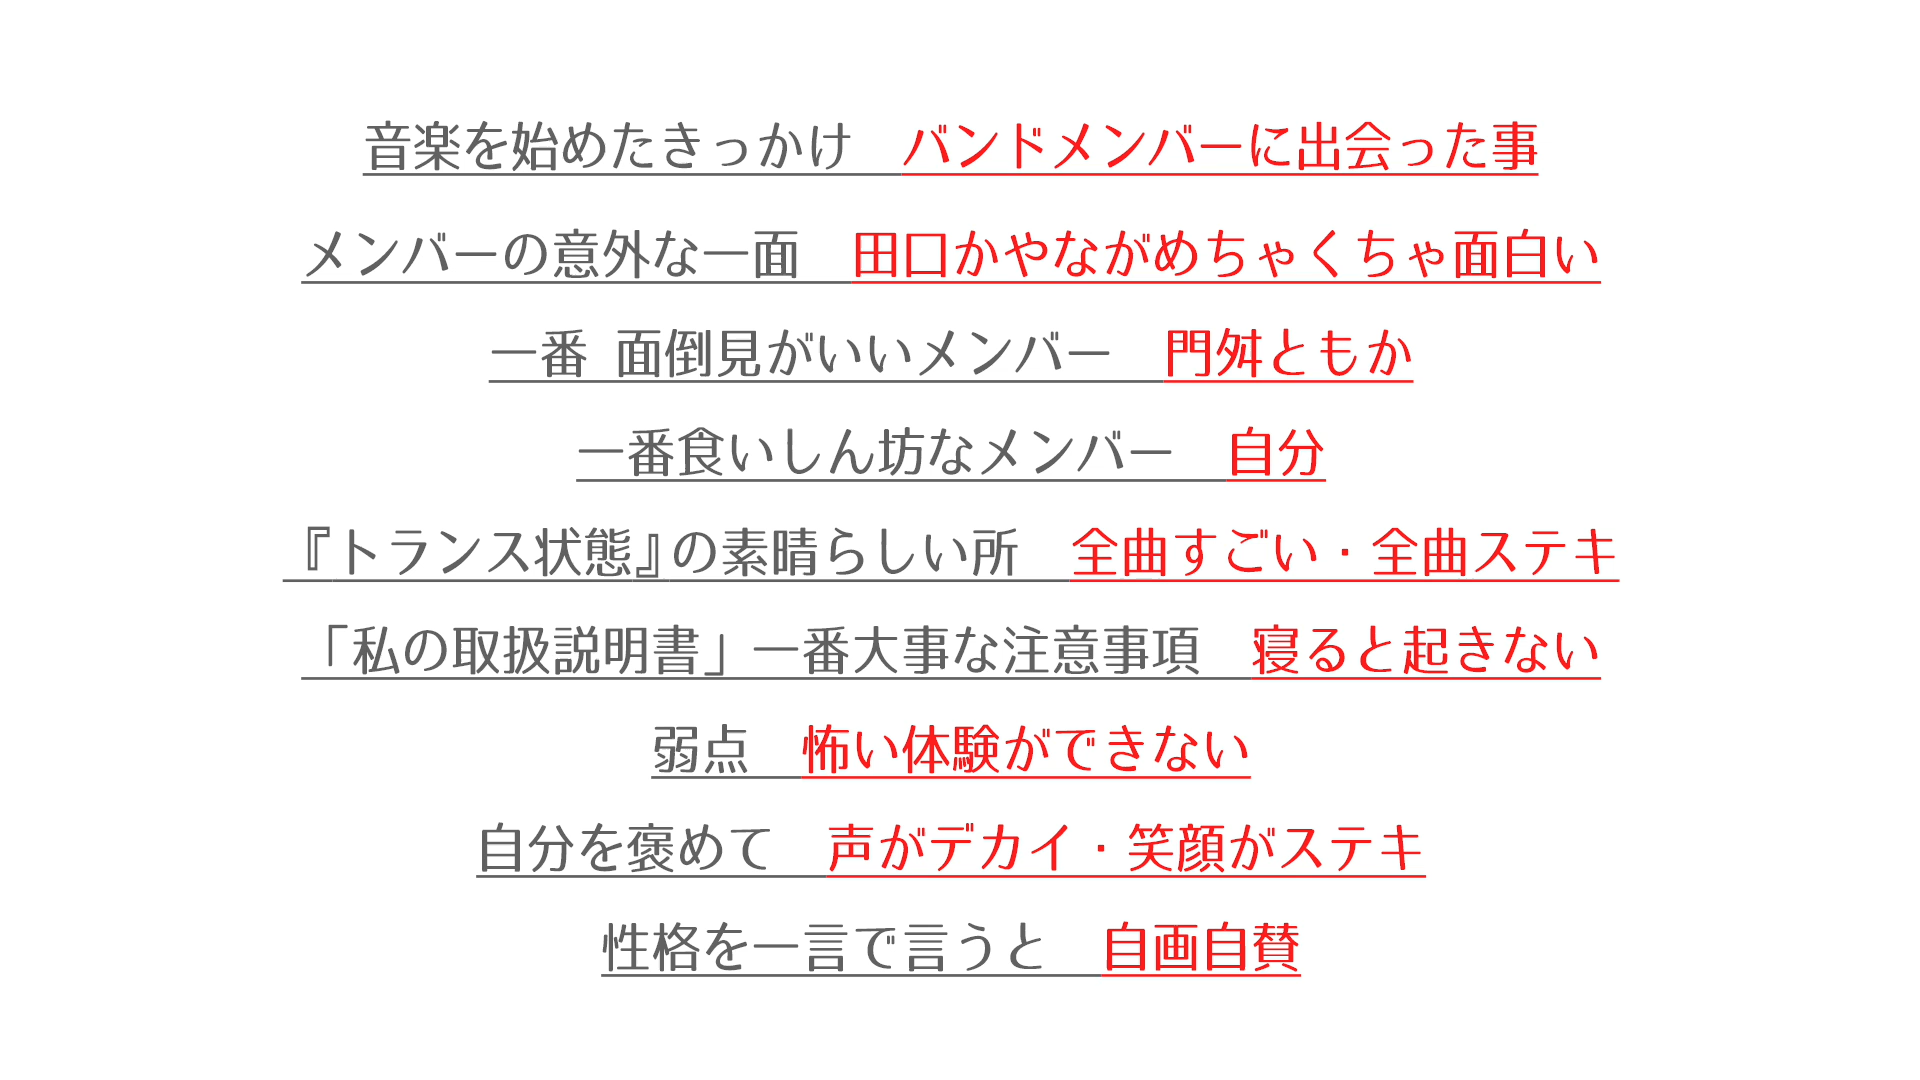 音楽を始めたきっかけ　バンドメンバーに出会った事
メンバーの意外な一面　田口かやながめちゃくちゃ面白い
一番 面倒見がいいメンバー　門舛ともか
一番食いしん坊なメンバー　自分
『トランス状態』の素晴らしい所　全曲すごい・全曲ステキ
「私の取扱説明書」一番大事な注意事項　寝ると起きない
弱点　怖い体験ができない
自分を褒めて　声がデカイ・笑顔がステキ
性格を一言で言うと　自画自賛